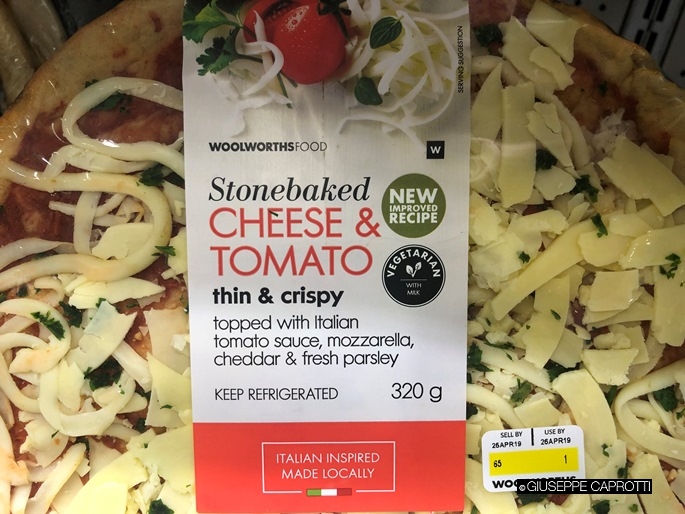 WOOLWORTHSFOOD
W
SERVING SUGGESTION
Stonebaked
CHEESE &
TOMATO
thin & crispy
NEW
IMPROVED
RECIPE
VEGETARIAN
WITH
MILK
topped with Italian
tomato sauce, mozzarella,
cheddar & fresh parsley
KEEP REFRIGERATED
320 g
ITALIAN INSPIRED
MADE LOCALLY
SELL BY
25APR19
USE BY
25APR19
65
1
© GIUSEPPE CAPROTTI